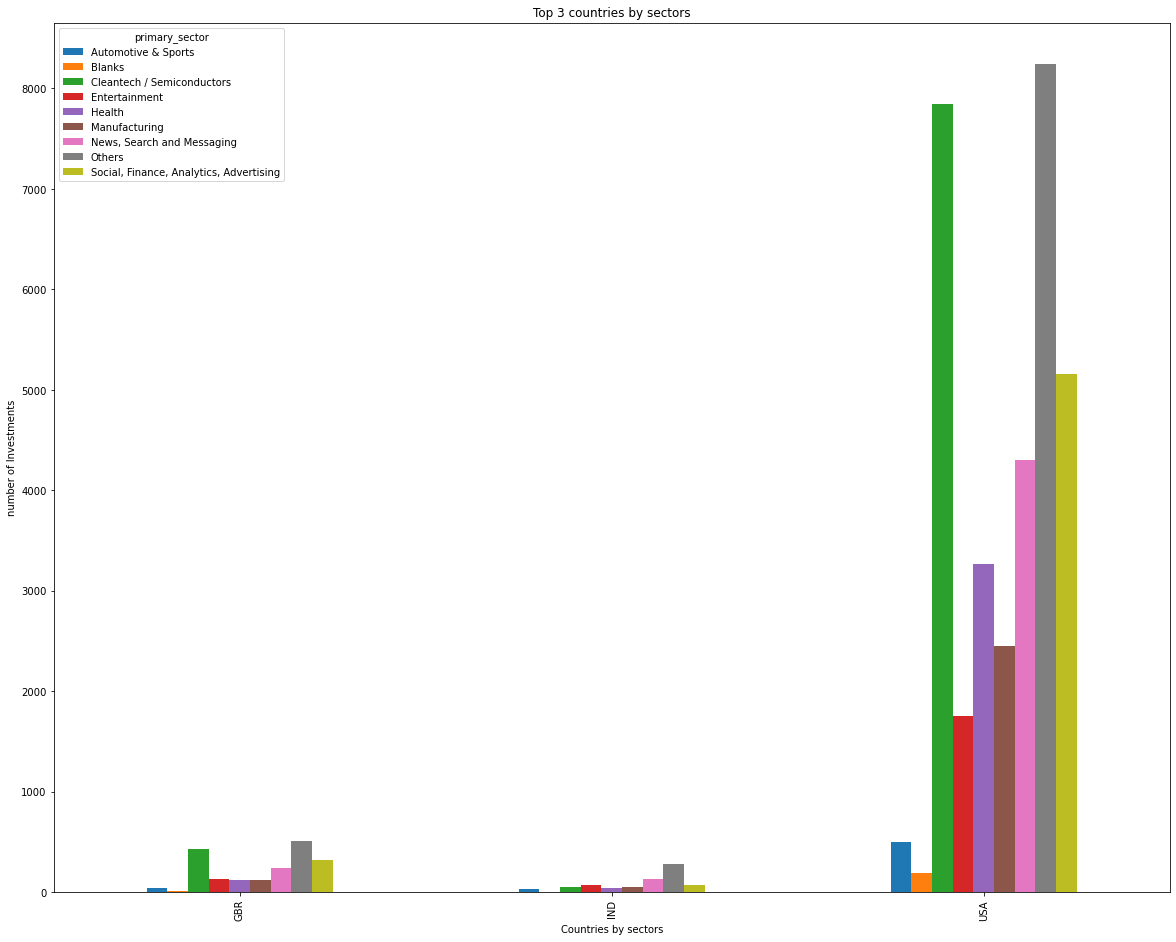 Top 3 countries by sectors
primary_sector
Automotive & Sports
Blanks
Cleantech / Semiconductors
Entertainment
Health
Manufacturing
News, Search and Messaging
Others
Social, Finance, Analytics, Advertising
number of Investments
8000
7000
6000
5000
4000
3000
2000
1000
0
GBR
IND
USA
Countries by sectors